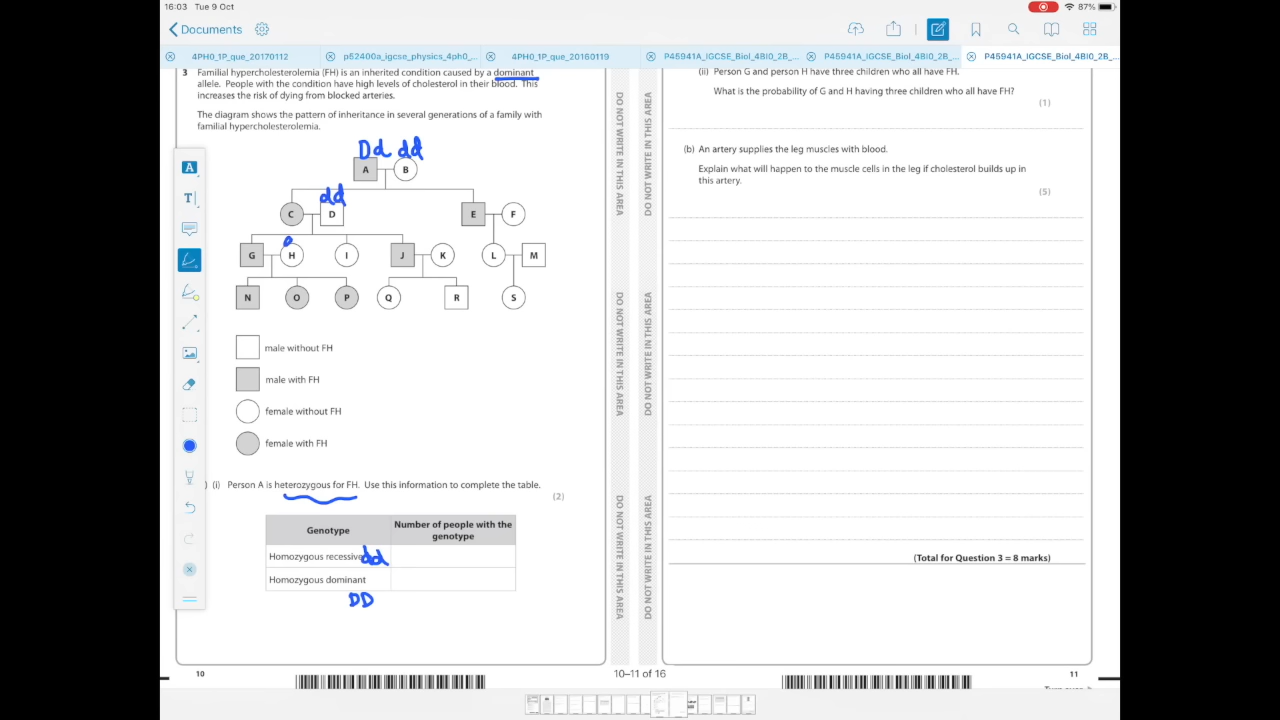 16:03 Tue 9 Oct
87%
Documents
4PH0_1P_que_20170112
p52400a_igcse_physics_4ph0_...
4PH0_1P_que_20160119
P45941A_IGCSE_Biol_4BI0_2B_...
P45941A_IGCSE_Biol_4BI0_2B_...
P45941A_IGCSE_Biol_4BI0_2B_...
3 Familial hypercholesterolemia (FH) is an inherited condition caused by a dominant
allele. People with the condition have high levels of cholesterol in their blood. This
increases the risk of dying from blocked arteries.
The diagram shows the pattern of inheritance in several generations of a family with
familial hypercholesterolemia.
Dd dd
A B
dd
C D E F
G H I J K L M
N O P Q R S
male without FH
male with FH
female without FH
female with FH
) (i) Person A is heterozygous for FH. Use this information to complete the table.
(2)
Genotype
Number of people with the
genotype
Homozygous recessive dd
Homozygous dominant
DD
10
DO NOT WRITE IN THIS AREA
DO NOT WRITE IN THIS AREA
DO NOT WRITE IN THIS AREA
DO NOT WRITE IN THIS AREA
DO NOT WRITE IN THIS AREA
DO NOT WRITE IN THIS AREA
(ii) Person G and person H have three children who all have FH.
What is the probability of G and H having three children who all have FH?
(1)
(b) An artery supplies the leg muscles with blood.
Explain what will happen to the muscle cells in the leg if cholesterol builds up in
this artery.
(5)
(Total for Question 3 = 8 marks)
10–11 of 16
11